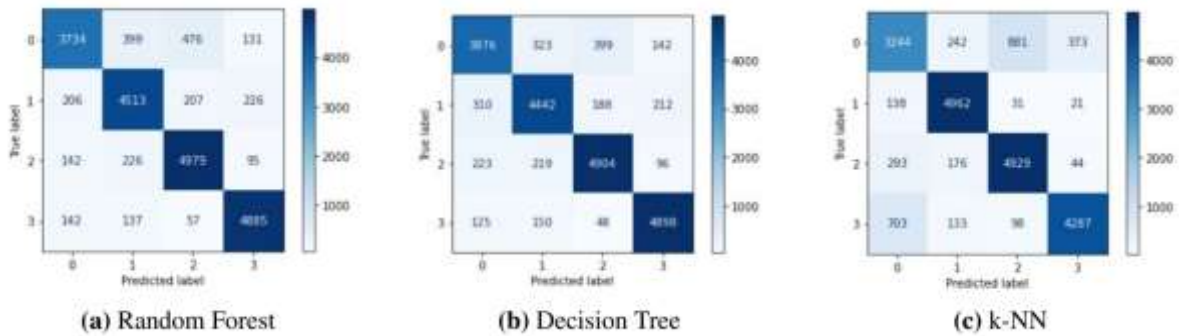 True label
0 3734 399 476 131
1 206 4513 207 226
2 142 226 4979 95
3 142 137 57 4885
0 1 2 3
Predicted label
4000
3000
2000
1000
(a) Random Forest
True label
0 3876 323 399 142
1 310 4442 188 212
2 223 219 4904 96
3 125 150 48 4898
0 1 2 3
Predicted label
4000
3000
2000
1000
(b) Decision Tree
True label
0 3244 242 881 373
1 138 4962 31 21
2 293 176 4929 44
3 703 133 98 4287
0 1 2 3
Predicted label
4000
3000
2000
1000
(c) k-NN